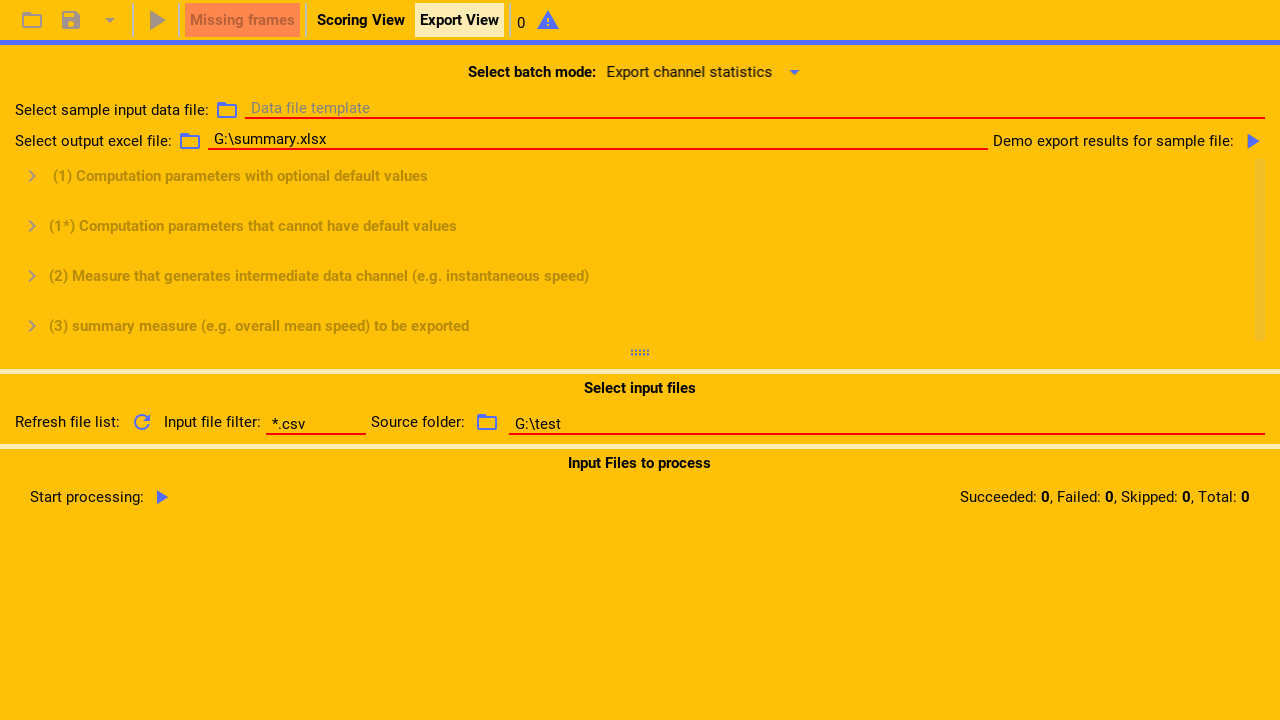 Missing frames Scoring View Export View 0
Select batch mode: Export channel statistics
Select sample input data file: Data file template
Select output excel file: G:\summary.xlsx Demo export results for sample file:
(1) Computation parameters with optional default values
(1*) Computation parameters that cannot have default values
(2) Measure that generates intermediate data channel (e.g. instantaneous speed)
(3) summary measure (e.g. overall mean speed) to be exported
Select input files
Refresh file list: Input file filter: *.csv Source folder: G:\test
Input Files to process
Start processing: Succeeded: 0, Failed: 0, Skipped: 0, Total: 0